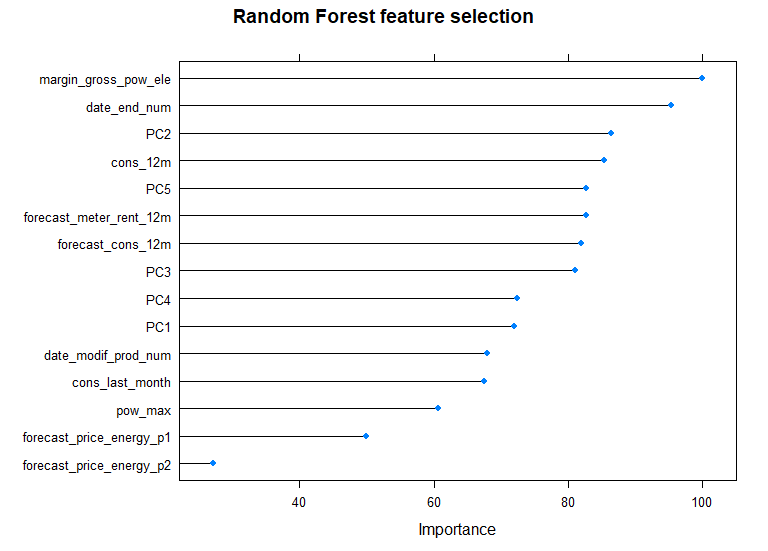 Random Forest feature selection
margin_gross_pow_ele
date_end_num
PC2
cons_12m
PC5
forecast_meter_rent_12m
forecast_cons_12m
PC3
PC4
PC1
date_modif_prod_num
cons_last_month
pow_max
forecast_price_energy_p1
forecast_price_energy_p2
40 60 80 100
Importance